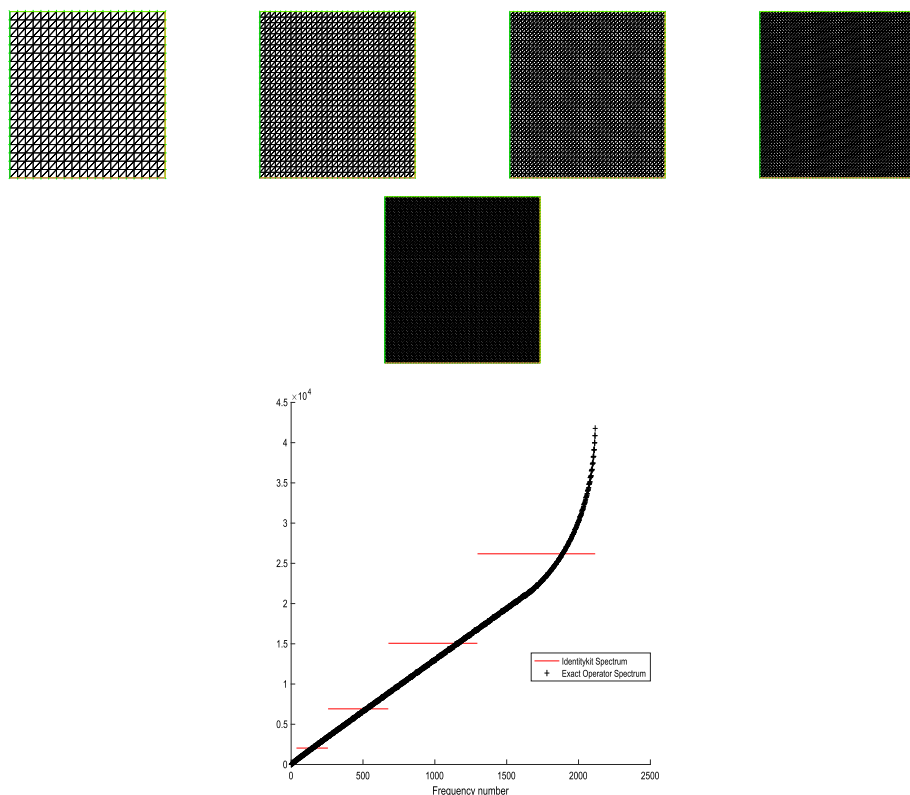 ×10⁴
4.5
4
3.5
3
2.5
2
1.5
1
0.5
0
0 500 1000 1500 2000 2500
Frequency number
Identitykit Spectrum
Exact Operator Spectrum